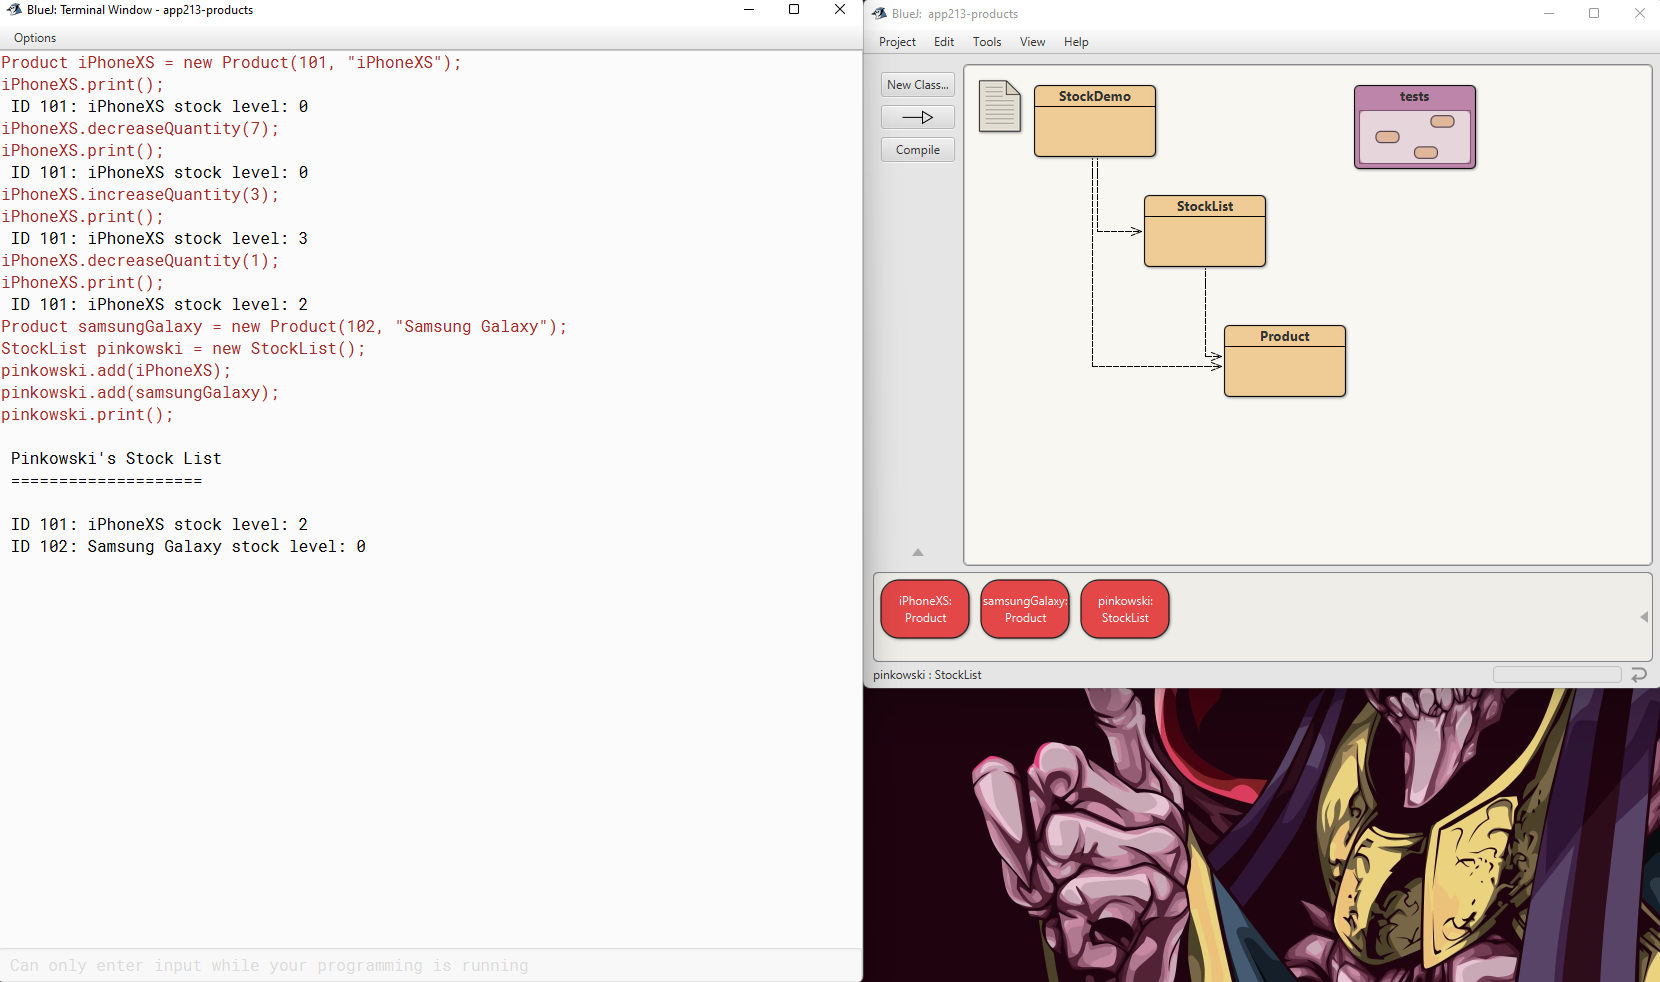 BlueJ: Terminal Window - app213-products
Options
Product iPhoneXS = new Product(101, "iPhoneXS");
iPhoneXS.print();
ID 101: iPhoneXS stock level: 0
iPhoneXS.decreaseQuantity(7);
iPhoneXS.print();
ID 101: iPhoneXS stock level: 0
iPhoneXS.increaseQuantity(3);
iPhoneXS.print();
ID 101: iPhoneXS stock level: 3
iPhoneXS.decreaseQuantity(1);
iPhoneXS.print();
ID 101: iPhoneXS stock level: 2
Product samsungGalaxy = new Product(102, "Samsung Galaxy");
StockList pinkowski = new StockList();
pinkowski.add(iPhoneXS);
pinkowski.add(samsungGalaxy);
pinkowski.print();
Pinkowski's Stock List
====================
ID 101: iPhoneXS stock level: 2
ID 102: Samsung Galaxy stock level: 0
Can only enter input while your programming is running
BlueJ: app213-products
Project Edit Tools View Help
New Class...
Compile
StockDemo
tests
StockList
Product
iPhoneXS:
Product
samsungGalaxy:
Product
pinkowski:
StockList
pinkowski : StockList